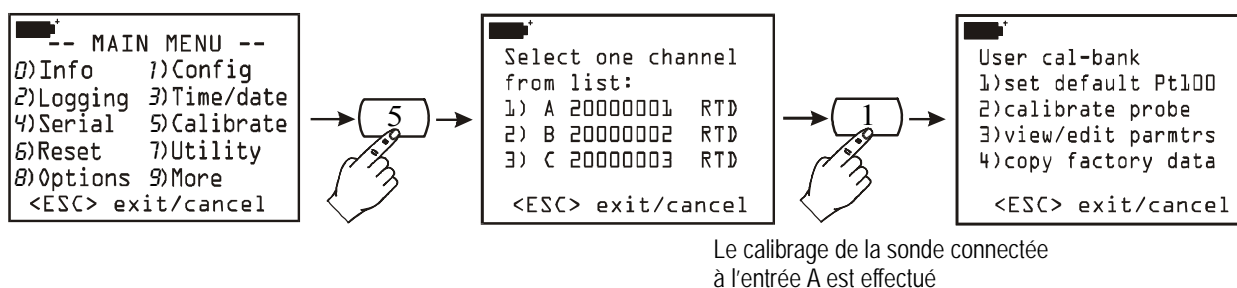 -- MAIN MENU --
0)Info 1)Config
2)Logging 3)Time/date
4)Serial 5)Calibrate
6)Reset 7)Utility
8)Options 9)More
<ESC> exit/cancel
5
Select one channel
from list:
1) A 20000001 RTD
2) B 20000002 RTD
3) C 20000003 RTD
<ESC> exit/cancel
1
User cal-bank
1)set default Pt100
2)calibrate probe
3)view/edit parmtrs
4)copy factory data
<ESC> exit/cancel
Le calibrage de la sonde connectée
à l'entrée A est effectué